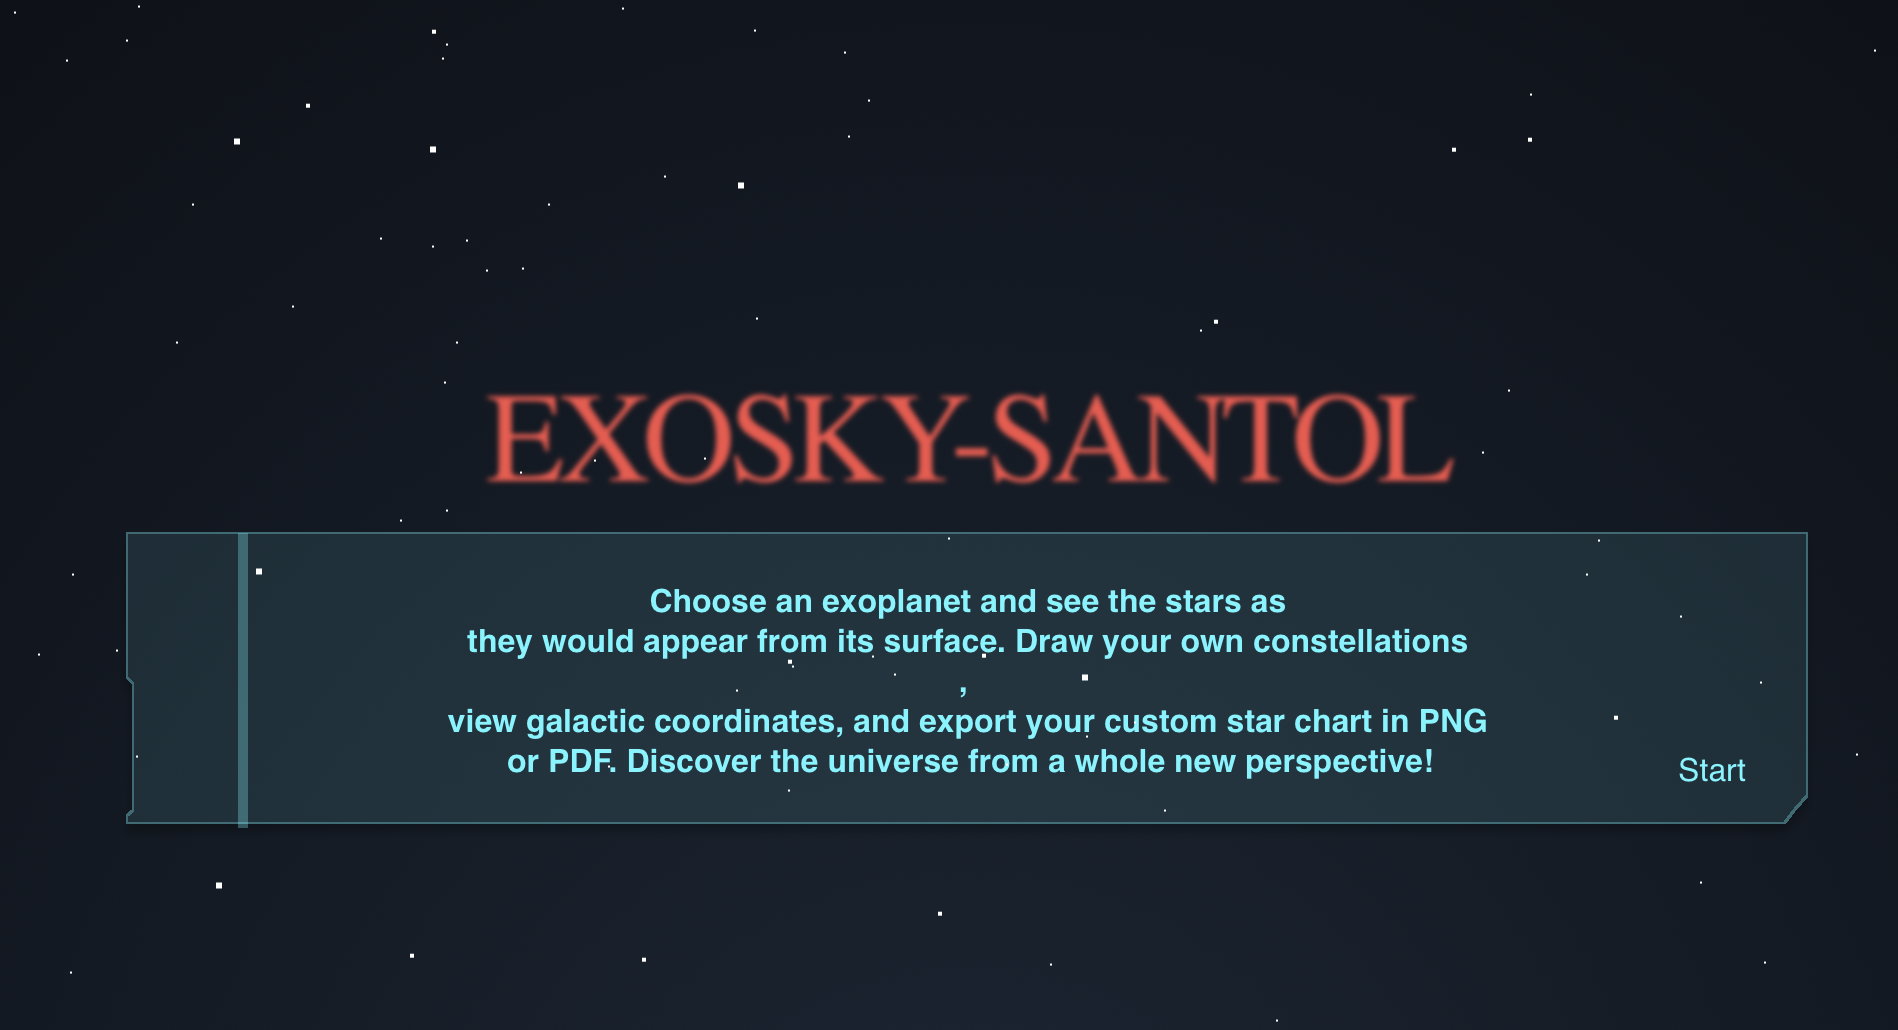 EXOSKY-SANTOL
Choose an exoplanet and see the stars as
they would appear from its surface. Draw your own constellations
,
view galactic coordinates, and export your custom star chart in PNG
or PDF. Discover the universe from a whole new perspective!
Start